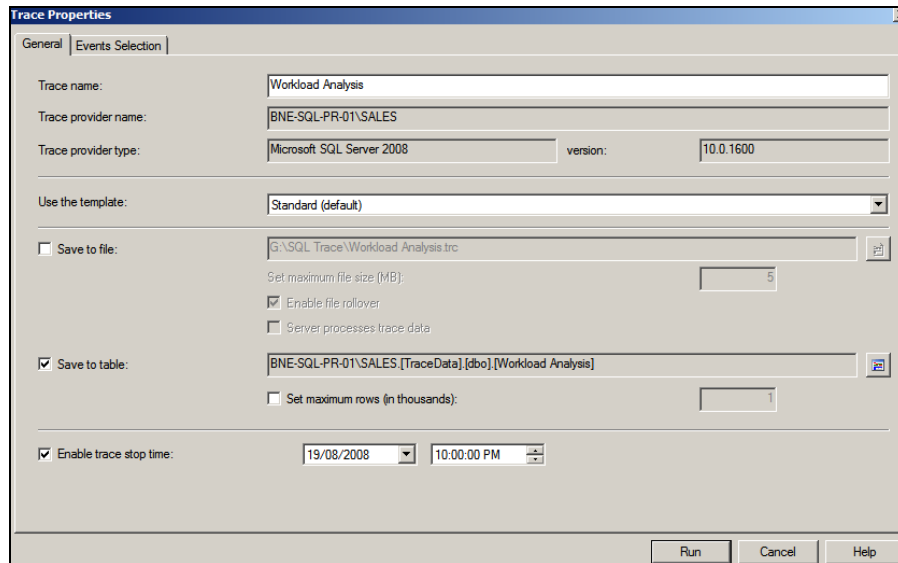 Trace Properties
General Events Selection
Trace name: Workload Analysis
Trace provider name: BNE-SQL-PR-01\SALES
Trace provider type: Microsoft SQL Server 2008 version: 10.0.1600
Use the template: Standard (default)
Save to file: G:\SQL Trace\Workload Analysis.trc
Set maximum file size (MB): 5
Enable file rollover
Server processes trace data
Save to table: BNE-SQL-PR-01\SALES.[TraceData].[dbo].[Workload Analysis]
Set maximum rows (in thousands): 1
Enable trace stop time: 19/08/2008 10:00:00 PM
Run Cancel Help